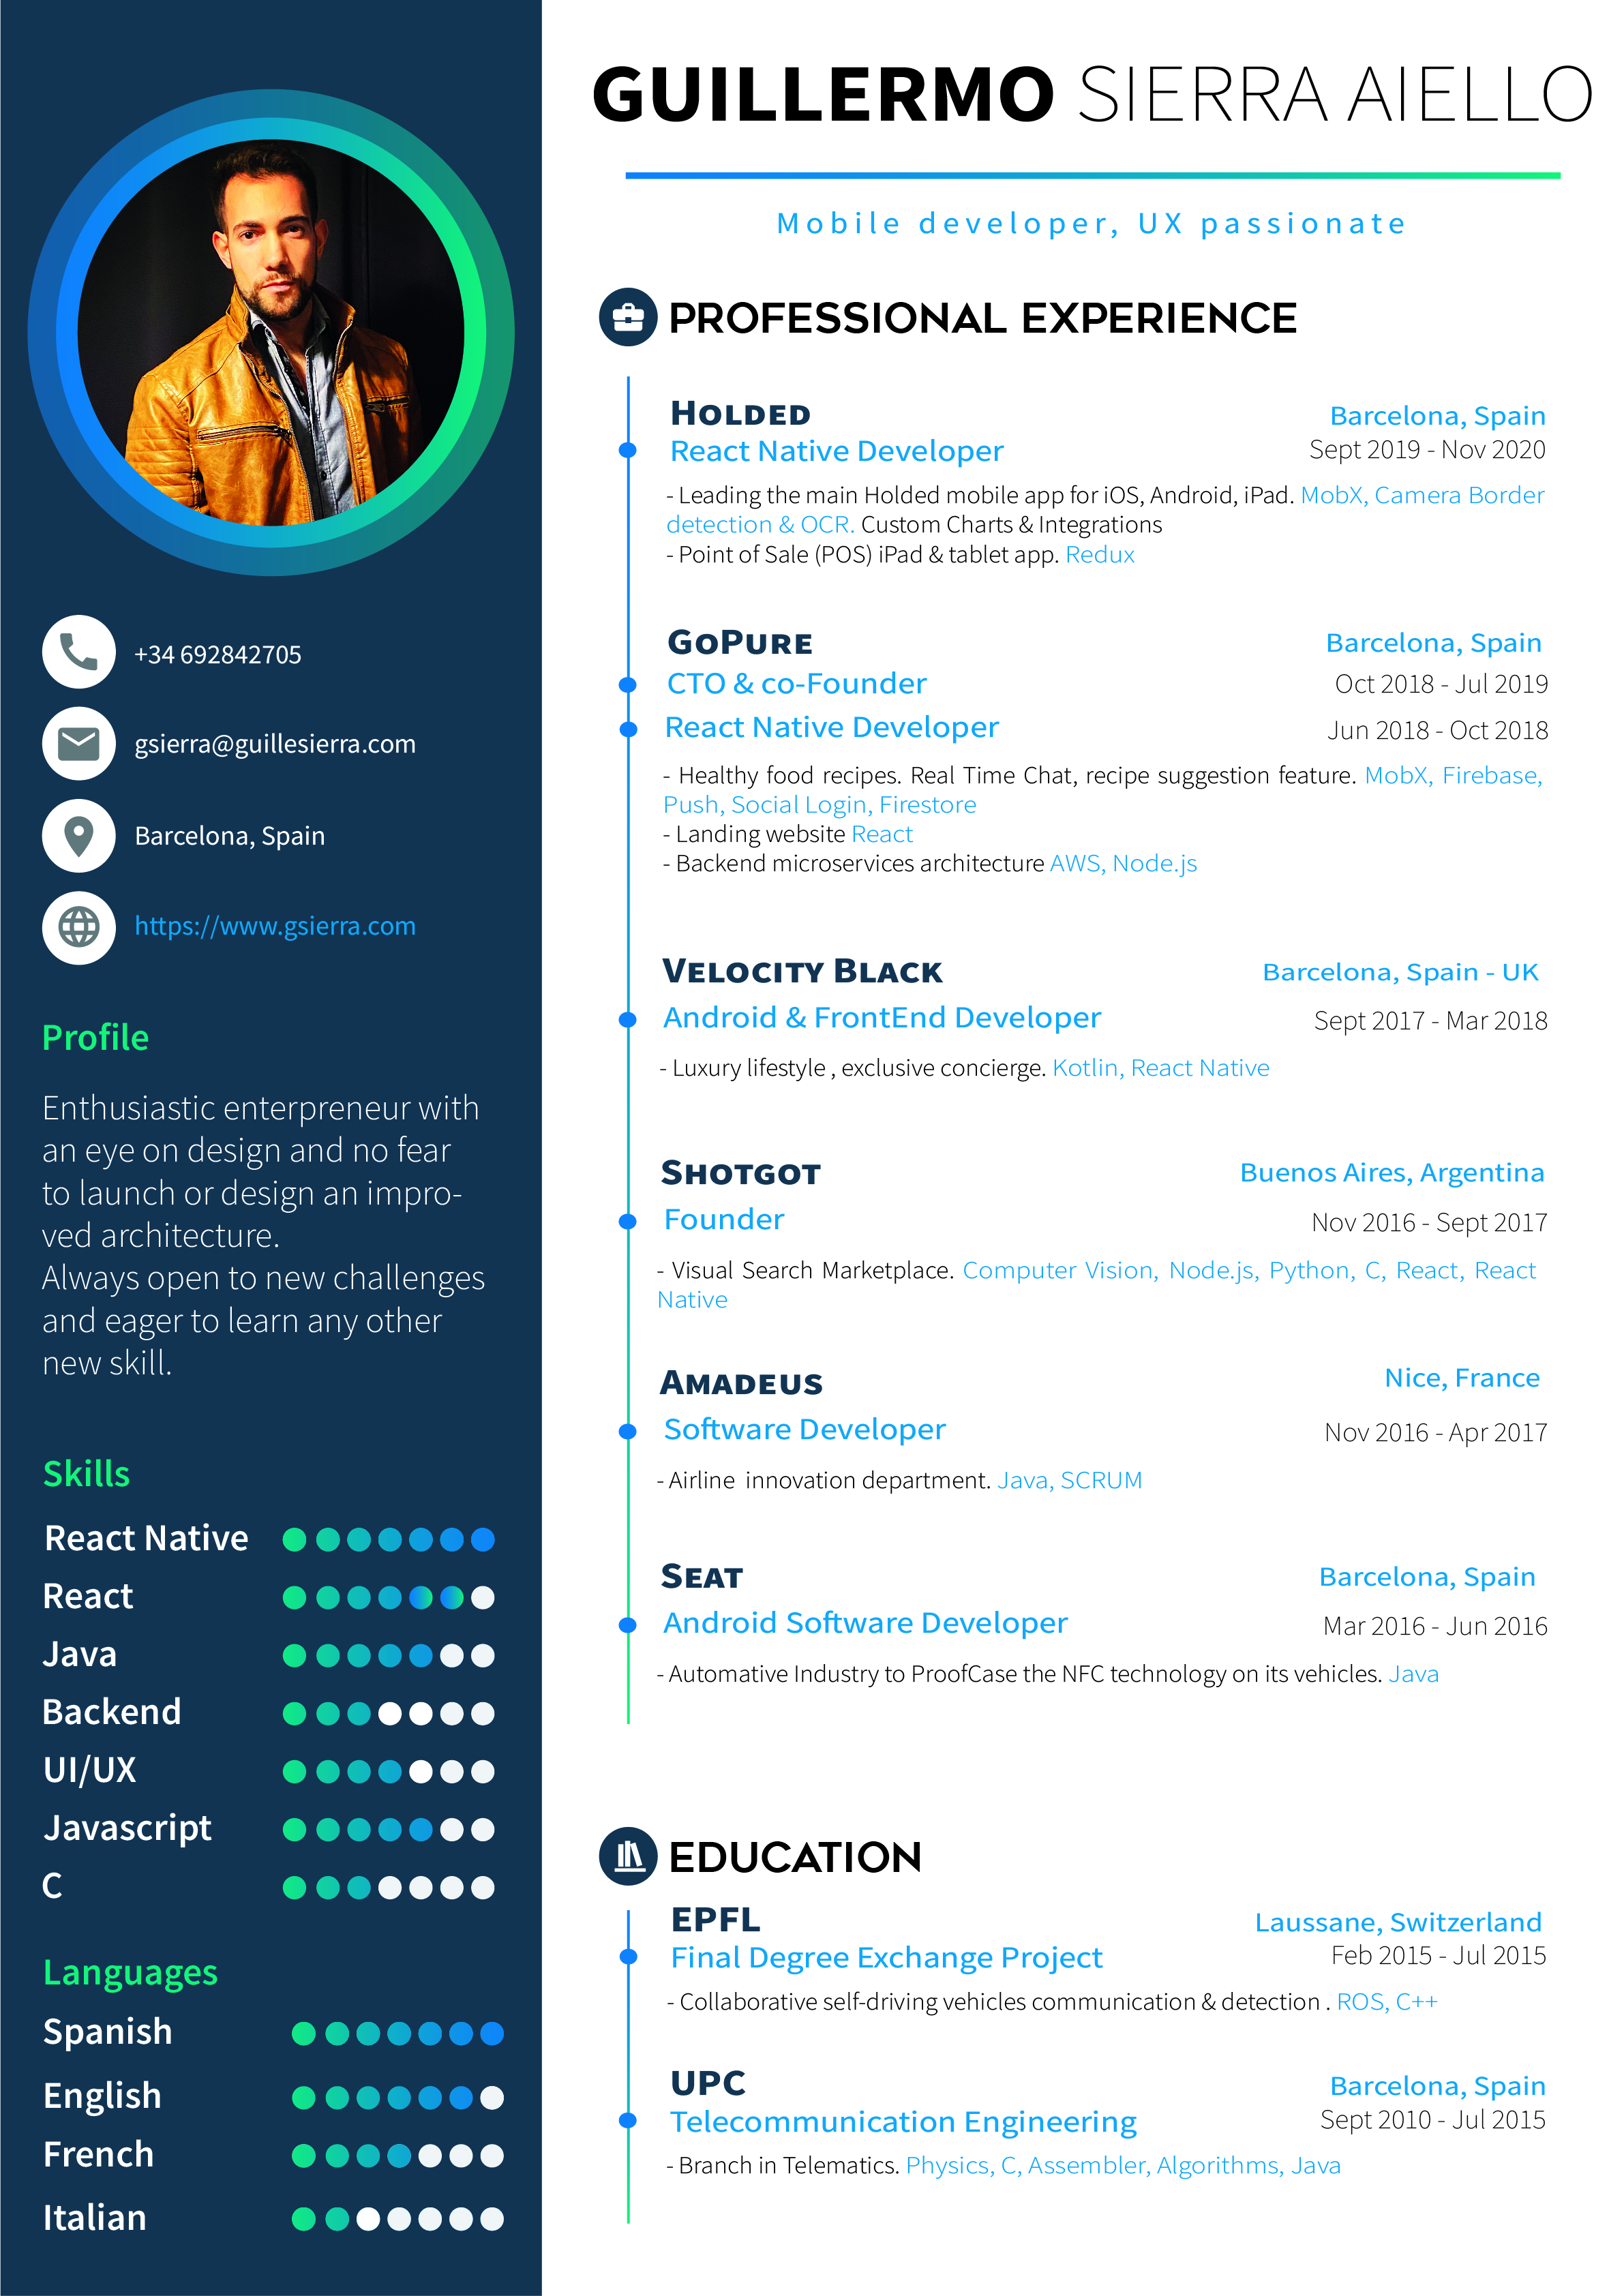 GUILLERMO SIERRA AIELLO
Mobile developer, UX passionate
+34 692842705
gsierra@guillesierra.com
Barcelona, Spain
https://www.gsierra.com
Profile
Enthusiastic enterpreneur with
an eye on design and no fear
to launch or design an impro-
ved architecture.
Always open to new challenges
and eager to learn any other
new skill.
Skills
React Native
React
Java
Backend
UI/UX
Javascript
C
Languages
Spanish
English
French
Italian
PROFESSIONAL EXPERIENCE
Holded Barcelona, Spain
React Native Developer Sept 2019 - Nov 2020
- Leading the main Holded mobile app for iOS, Android, iPad. MobX, Camera Border
detection & OCR. Custom Charts & Integrations
- Point of Sale (POS) iPad & tablet app. Redux
GoPure Barcelona, Spain
CTO & co-Founder Oct 2018 - Jul 2019
React Native Developer Jun 2018 - Oct 2018
- Healthy food recipes. Real Time Chat, recipe suggestion feature. MobX, Firebase,
Push, Social Login, Firestore
- Landing website React
- Backend microservices architecture AWS, Node.js
Velocity Black Barcelona, Spain - UK
Android & FrontEnd Developer Sept 2017 - Mar 2018
- Luxury lifestyle , exclusive concierge. Kotlin, React Native
Shotgot Buenos Aires, Argentina
Founder Nov 2016 - Sept 2017
- Visual Search Marketplace. Computer Vision, Node.js, Python, C, React, React
Native
Amadeus Nice, France
Software Developer Nov 2016 - Apr 2017
- Airline innovation department. Java, SCRUM
Seat Barcelona, Spain
Android Software Developer Mar 2016 - Jun 2016
- Automative Industry to ProofCase the NFC technology on its vehicles. Java
EDUCATION
EPFL Laussane, Switzerland
Final Degree Exchange Project Feb 2015 - Jul 2015
- Collaborative self-driving vehicles communication & detection . ROS, C++
UPC Barcelona, Spain
Telecommunication Engineering Sept 2010 - Jul 2015
- Branch in Telematics. Physics, C, Assembler, Algorithms, Java